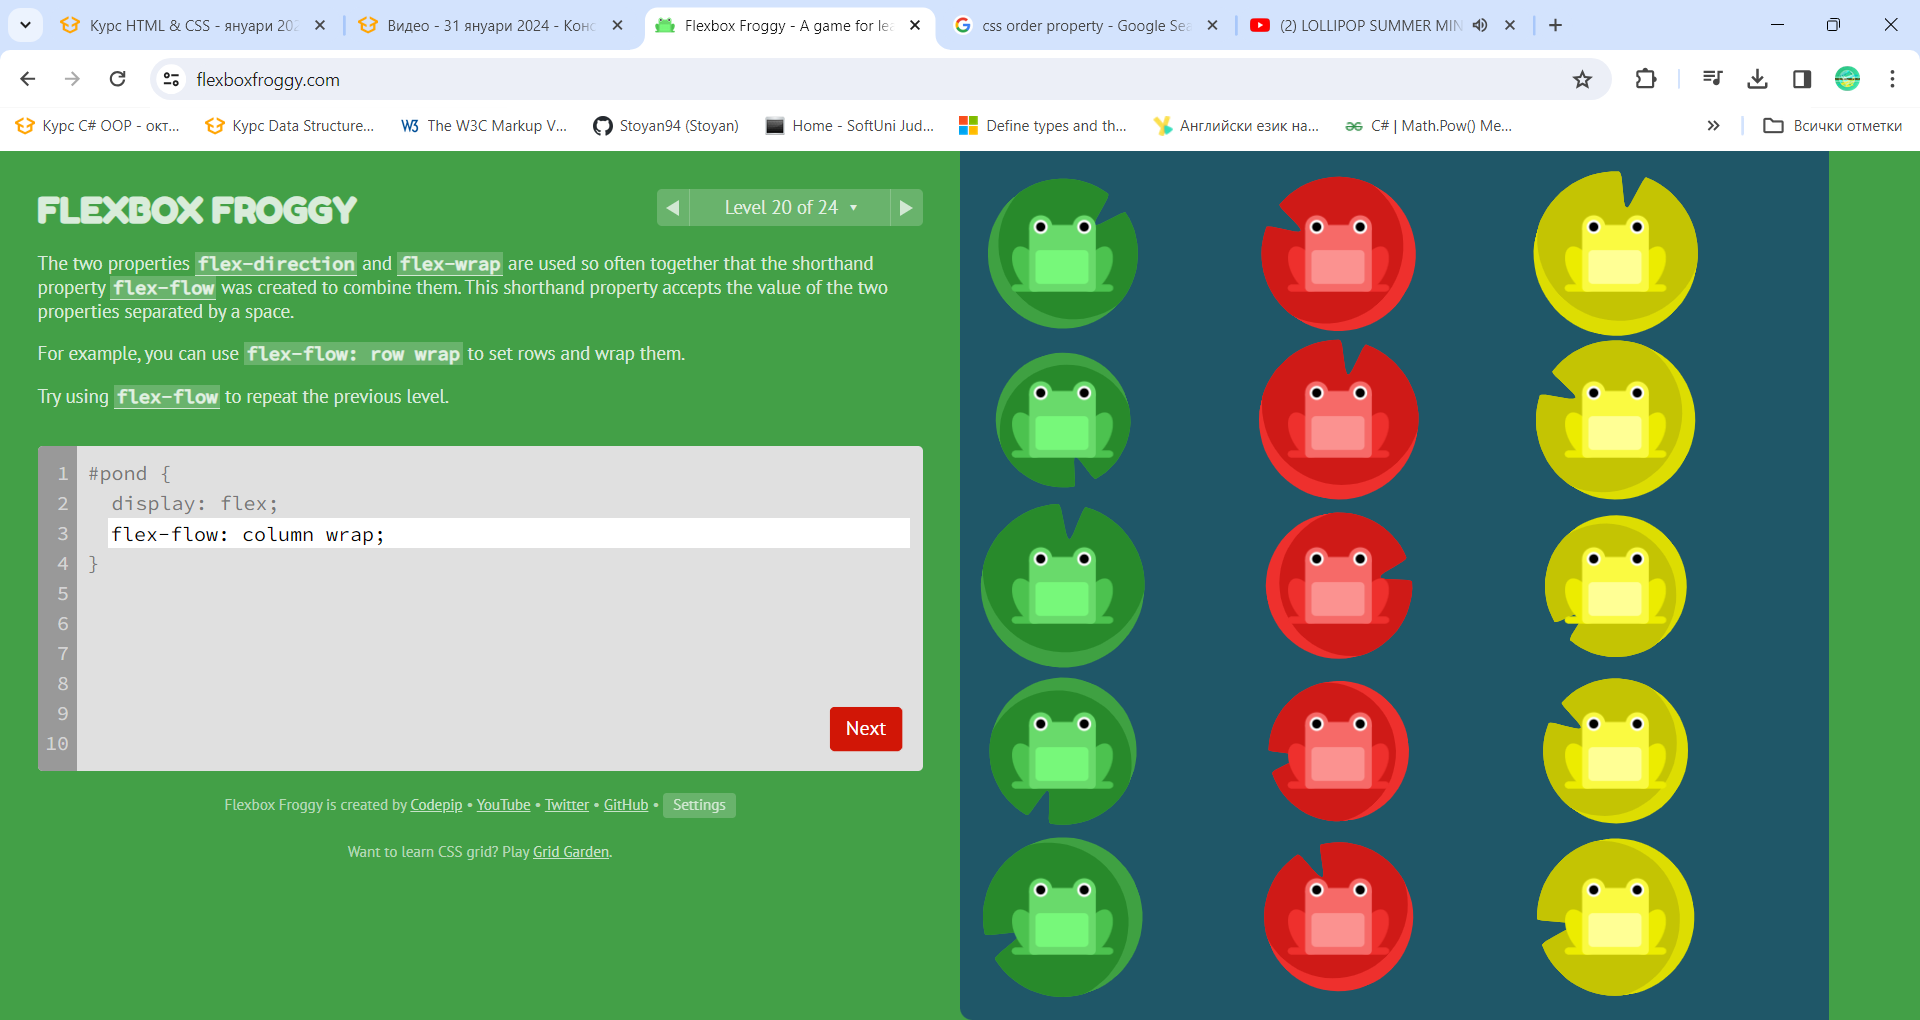 Курс HTML & CSS - януари 202
Видео - 31 януари 2024 - Конс
Flexbox Froggy - A game for lea
css order property - Google Sea
(2) LOLLIPOP SUMMER MIN
flexboxfroggy.com
Курс C# OOP - окт...
Курс Data Structure...
W3 The W3C Markup V...
Stoyan94 (Stoyan)
Home - SoftUni Jud...
Define types and th...
Английски език на...
C# | Math.Pow() Me...
Всички отметки
FLEXBOX FROGGY
Level 20 of 24
The two properties flex-direction and flex-wrap are used so often together that the shorthand
property flex-flow was created to combine them. This shorthand property accepts the value of the two
properties separated by a space.
For example, you can use flex-flow: row wrap to set rows and wrap them.
Try using flex-flow to repeat the previous level.
1 #pond {
2 display: flex;
3 flex-flow: column wrap;
4 }
5
6
7
8
9
10
Next
Flexbox Froggy is created by Codepip • YouTube • Twitter • GitHub • Settings
Want to learn CSS grid? Play Grid Garden.